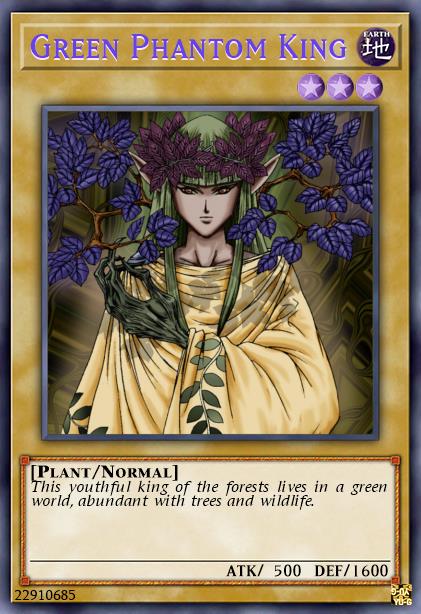 GREEN PHANTOM KING
EARTH
地
[PLANT/NORMAL]
This youthful king of the forests lives in a green
world, abundant with trees and wildlife.
ATK/ 500 DEF/1600
22910685